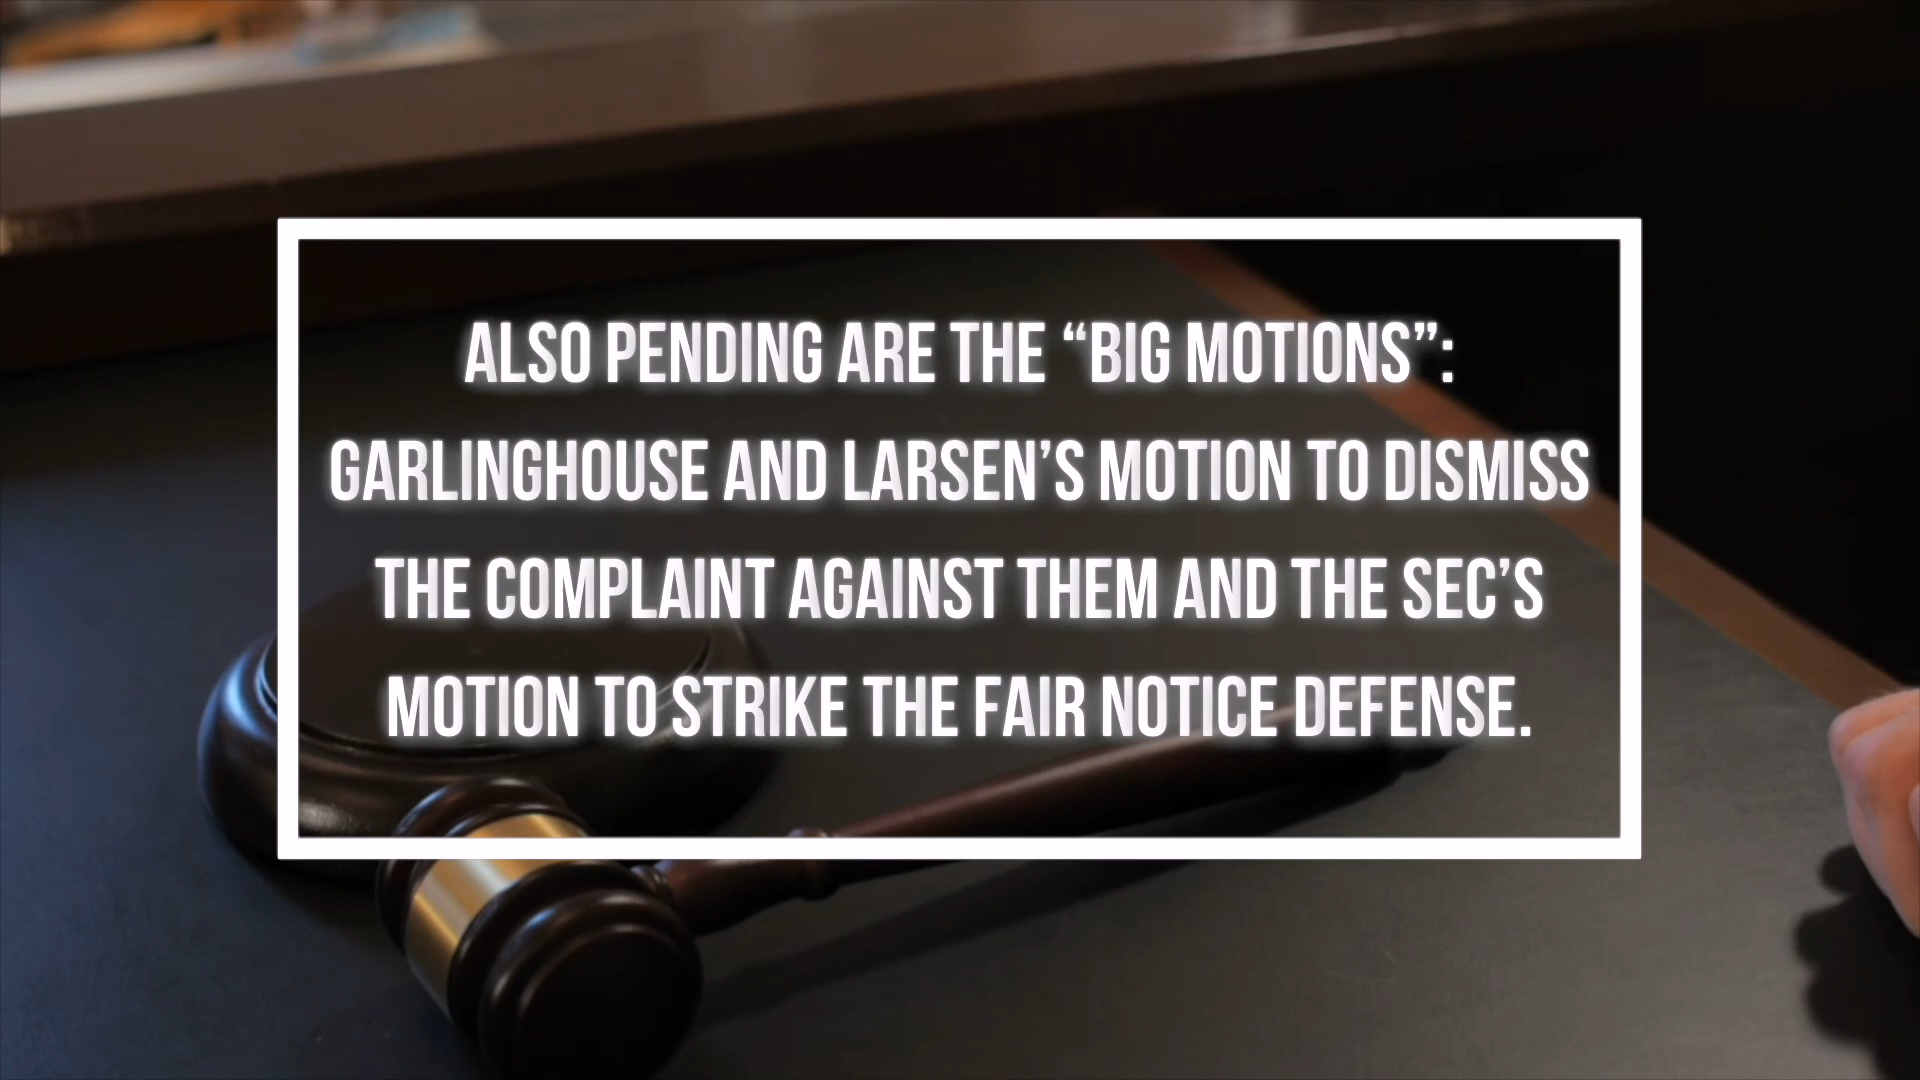 ALSO PENDING ARE THE “BIG MOTIONS”:
GARLINGHOUSE AND LARSEN’S MOTION TO DISMISS
THE COMPLAINT AGAINST THEM AND THE SEC’S
MOTION TO STRIKE THE FAIR NOTICE DEFENSE.